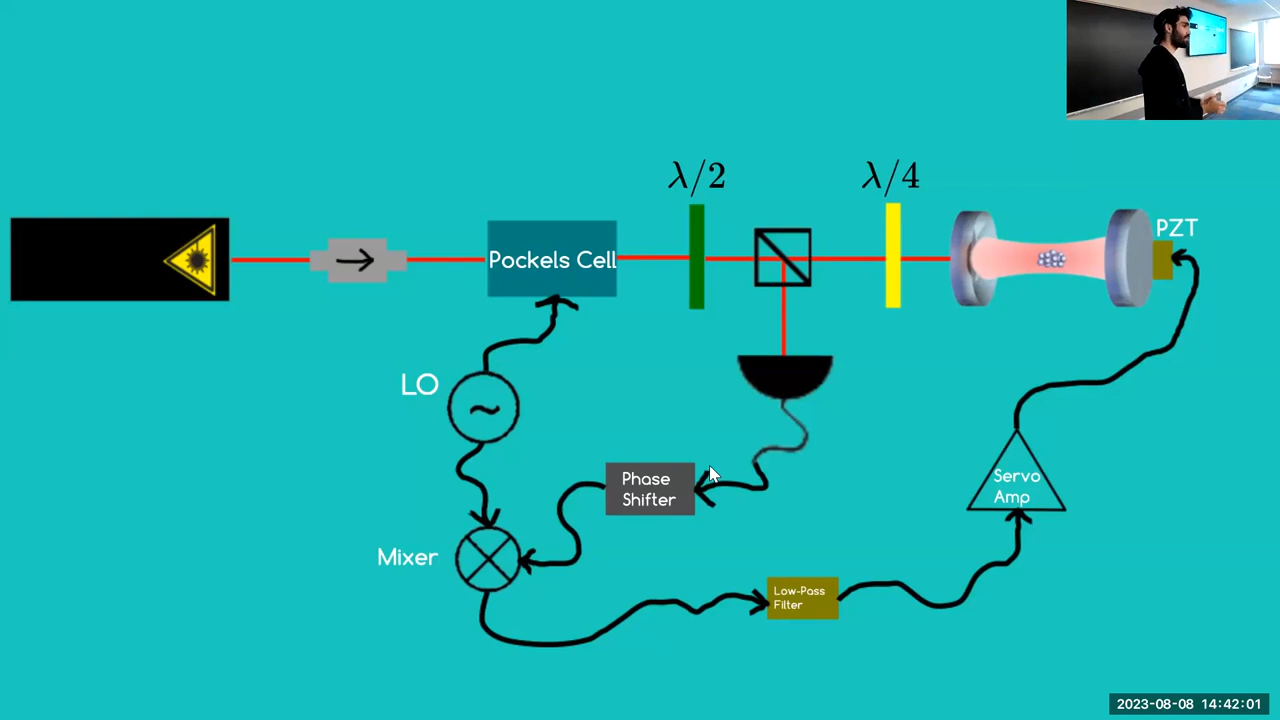 λ/2
λ/4
PZT
Pockels Cell
LO
Phase
Shifter
Servo
Amp
Mixer
Low-Pass
Filter
2023-08-08 14:42:01